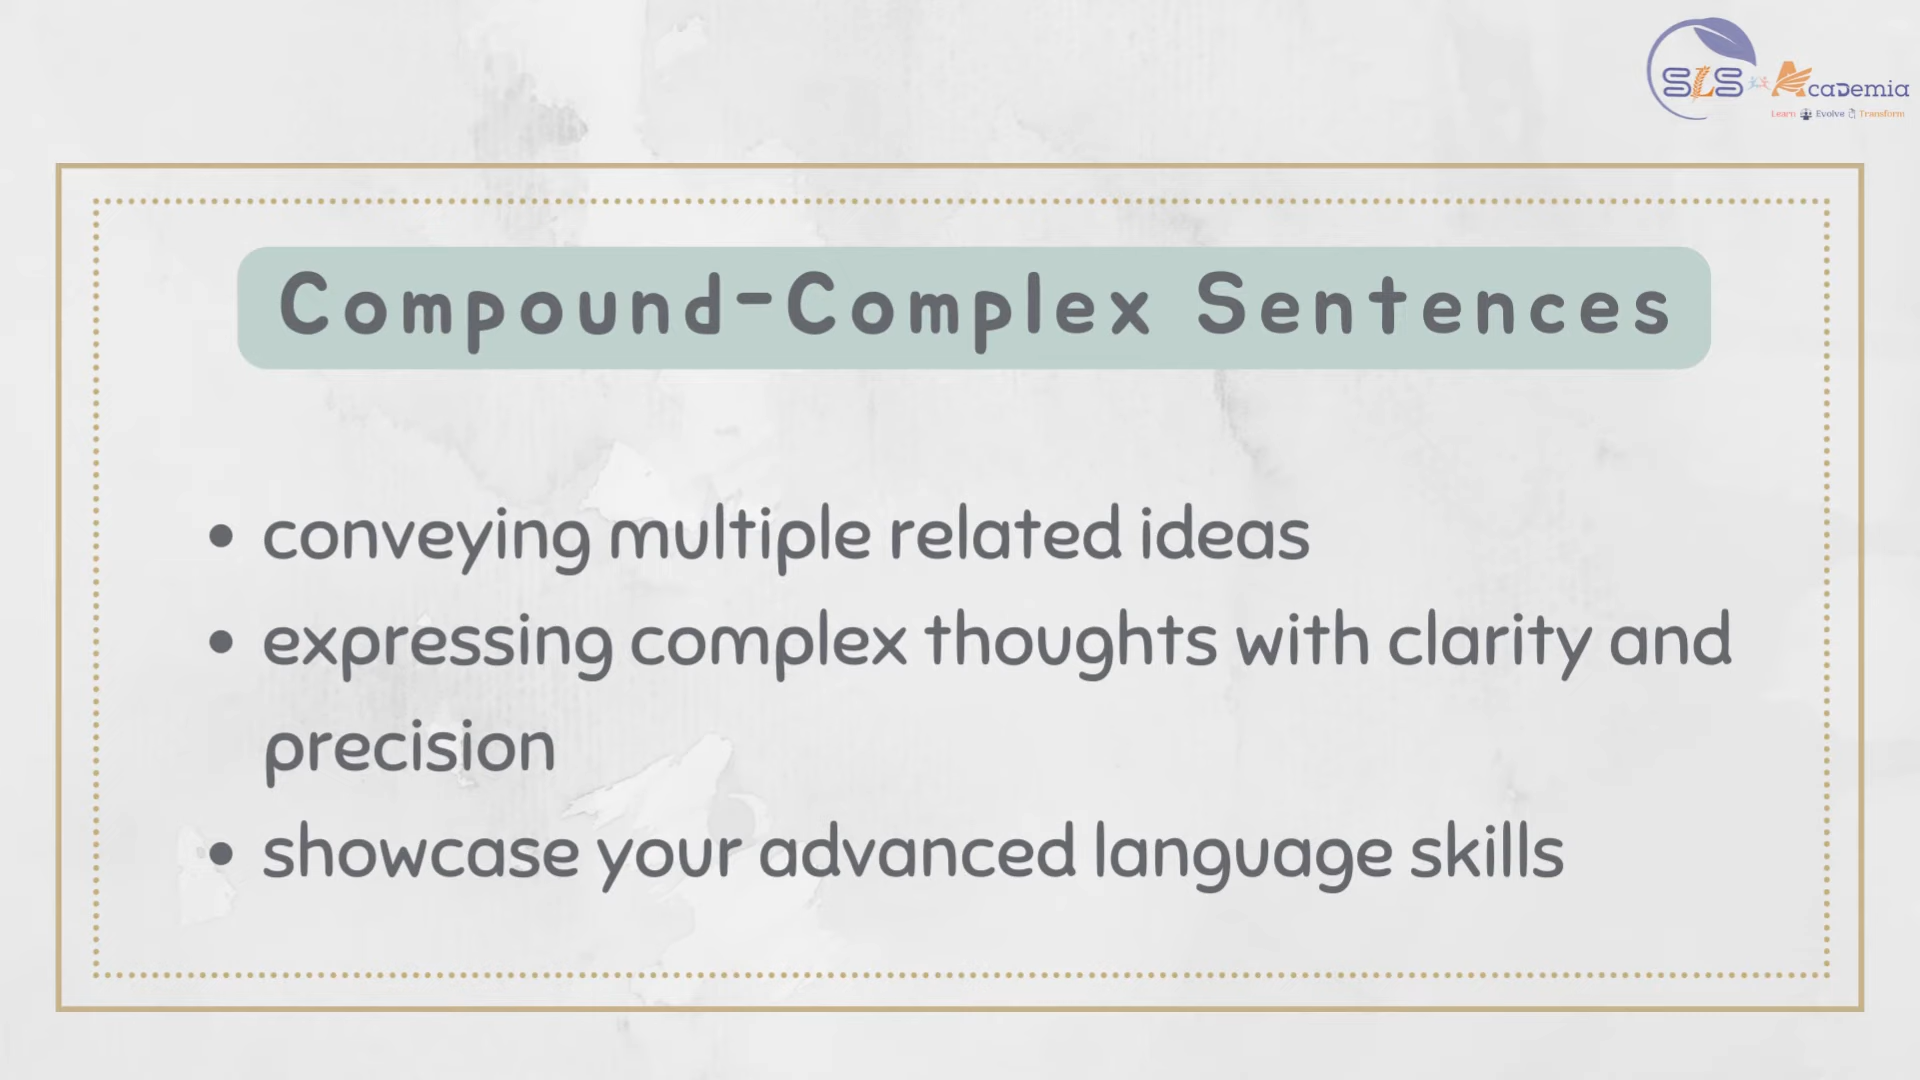 SLS Academia
Learn Evolve Transform
Compound-Complex Sentences
• conveying multiple related ideas
• expressing complex thoughts with clarity and
precision
• showcase your advanced language skills